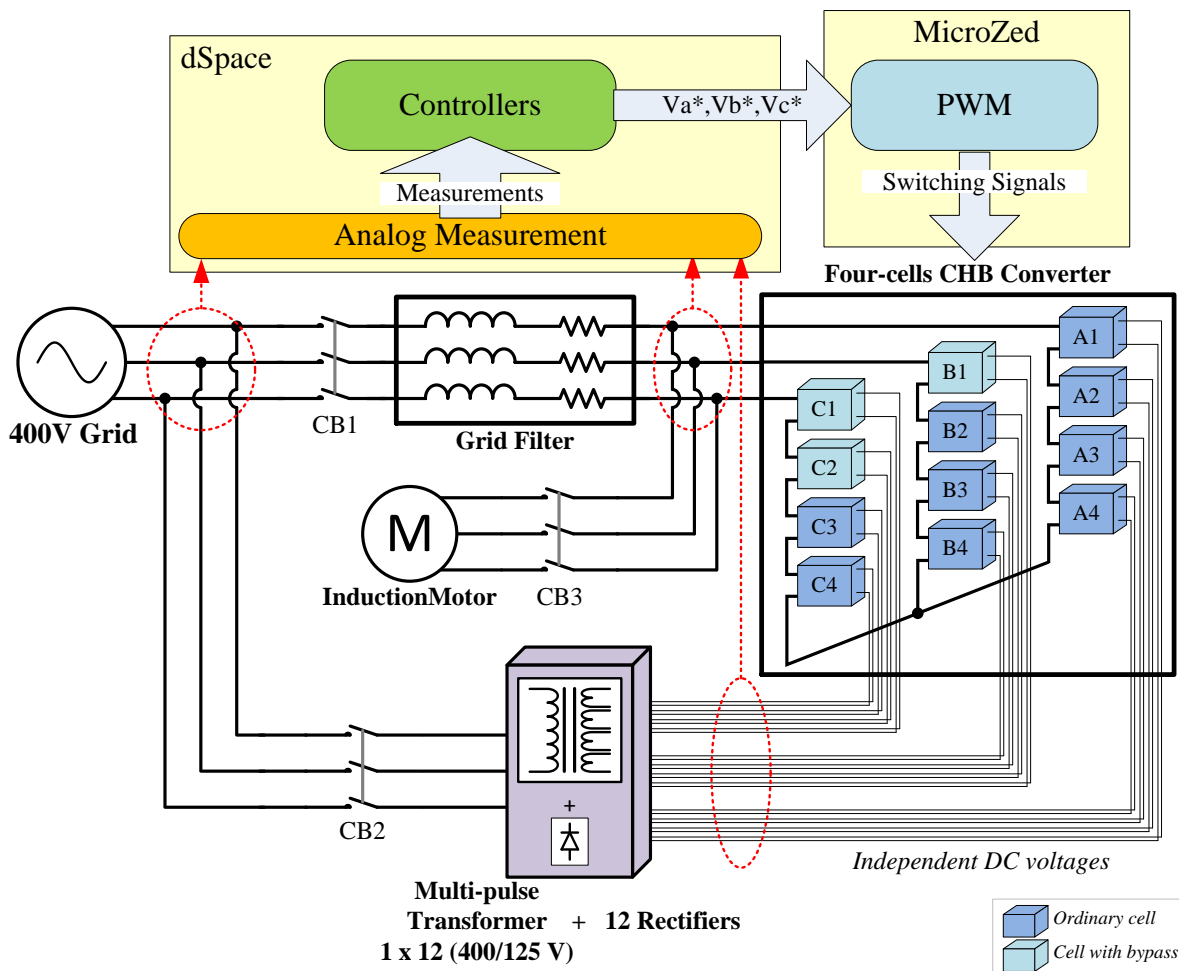 dSpace
MicroZed
Controllers
Va*,Vb*,Vc*
PWM
Measurements
Switching Signals
Analog Measurement
Four-cells CHB Converter
400V Grid
CB1
Grid Filter
A1
A2
A3
A4
B1
B2
B3
B4
C1
C2
C3
C4
M
InductionMotor
CB3
CB2
+
Independent DC voltages
Multi-pulse
Transformer + 12 Rectifiers
1 x 12 (400/125 V)
Ordinary cell
Cell with bypass